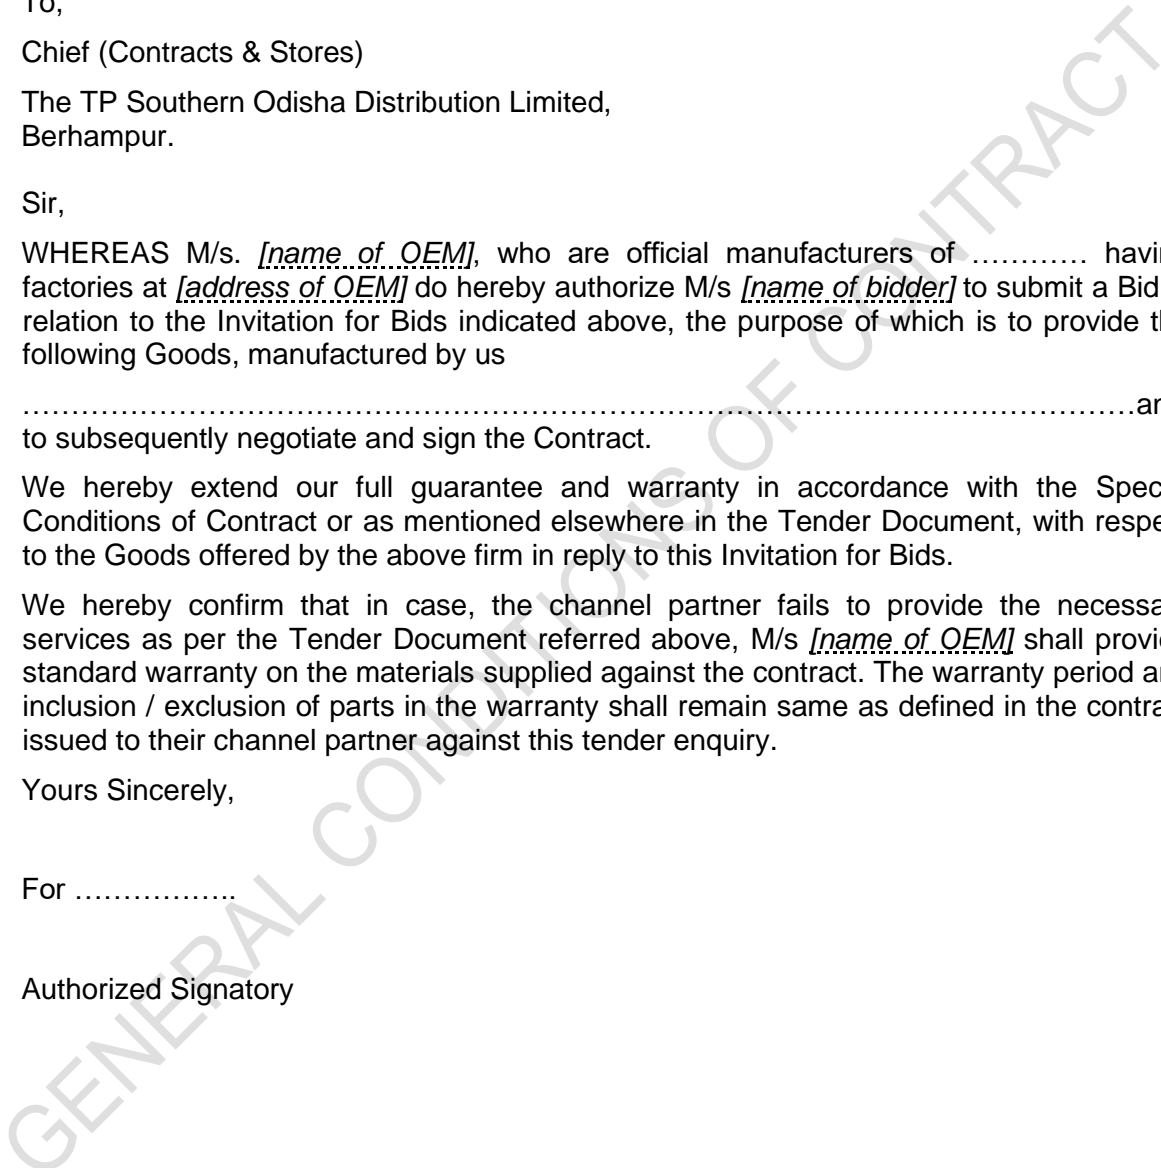 To,
Chief (Contracts & Stores)
The TP Southern Odisha Distribution Limited,
Berhampur.
Sir,
WHEREAS M/s. [name of OEM], who are official manufacturers of ………… havin
factories at [address of OEM] do hereby authorize M/s [name of bidder] to submit a Bid
relation to the Invitation for Bids indicated above, the purpose of which is to provide th
following Goods, manufactured by us
……………………………………………………………………………………………………an
to subsequently negotiate and sign the Contract.
We hereby extend our full guarantee and warranty in accordance with the Spec
Conditions of Contract or as mentioned elsewhere in the Tender Document, with respe
to the Goods offered by the above firm in reply to this Invitation for Bids.
We hereby confirm that in case, the channel partner fails to provide the necessa
services as per the Tender Document referred above, M/s [name of OEM] shall provid
standard warranty on the materials supplied against the contract. The warranty period an
inclusion / exclusion of parts in the warranty shall remain same as defined in the contra
issued to their channel partner against this tender enquiry.
Yours Sincerely,
For ……………..
Authorized Signatory
GENERAL CONDITIONS OF CONTRACT